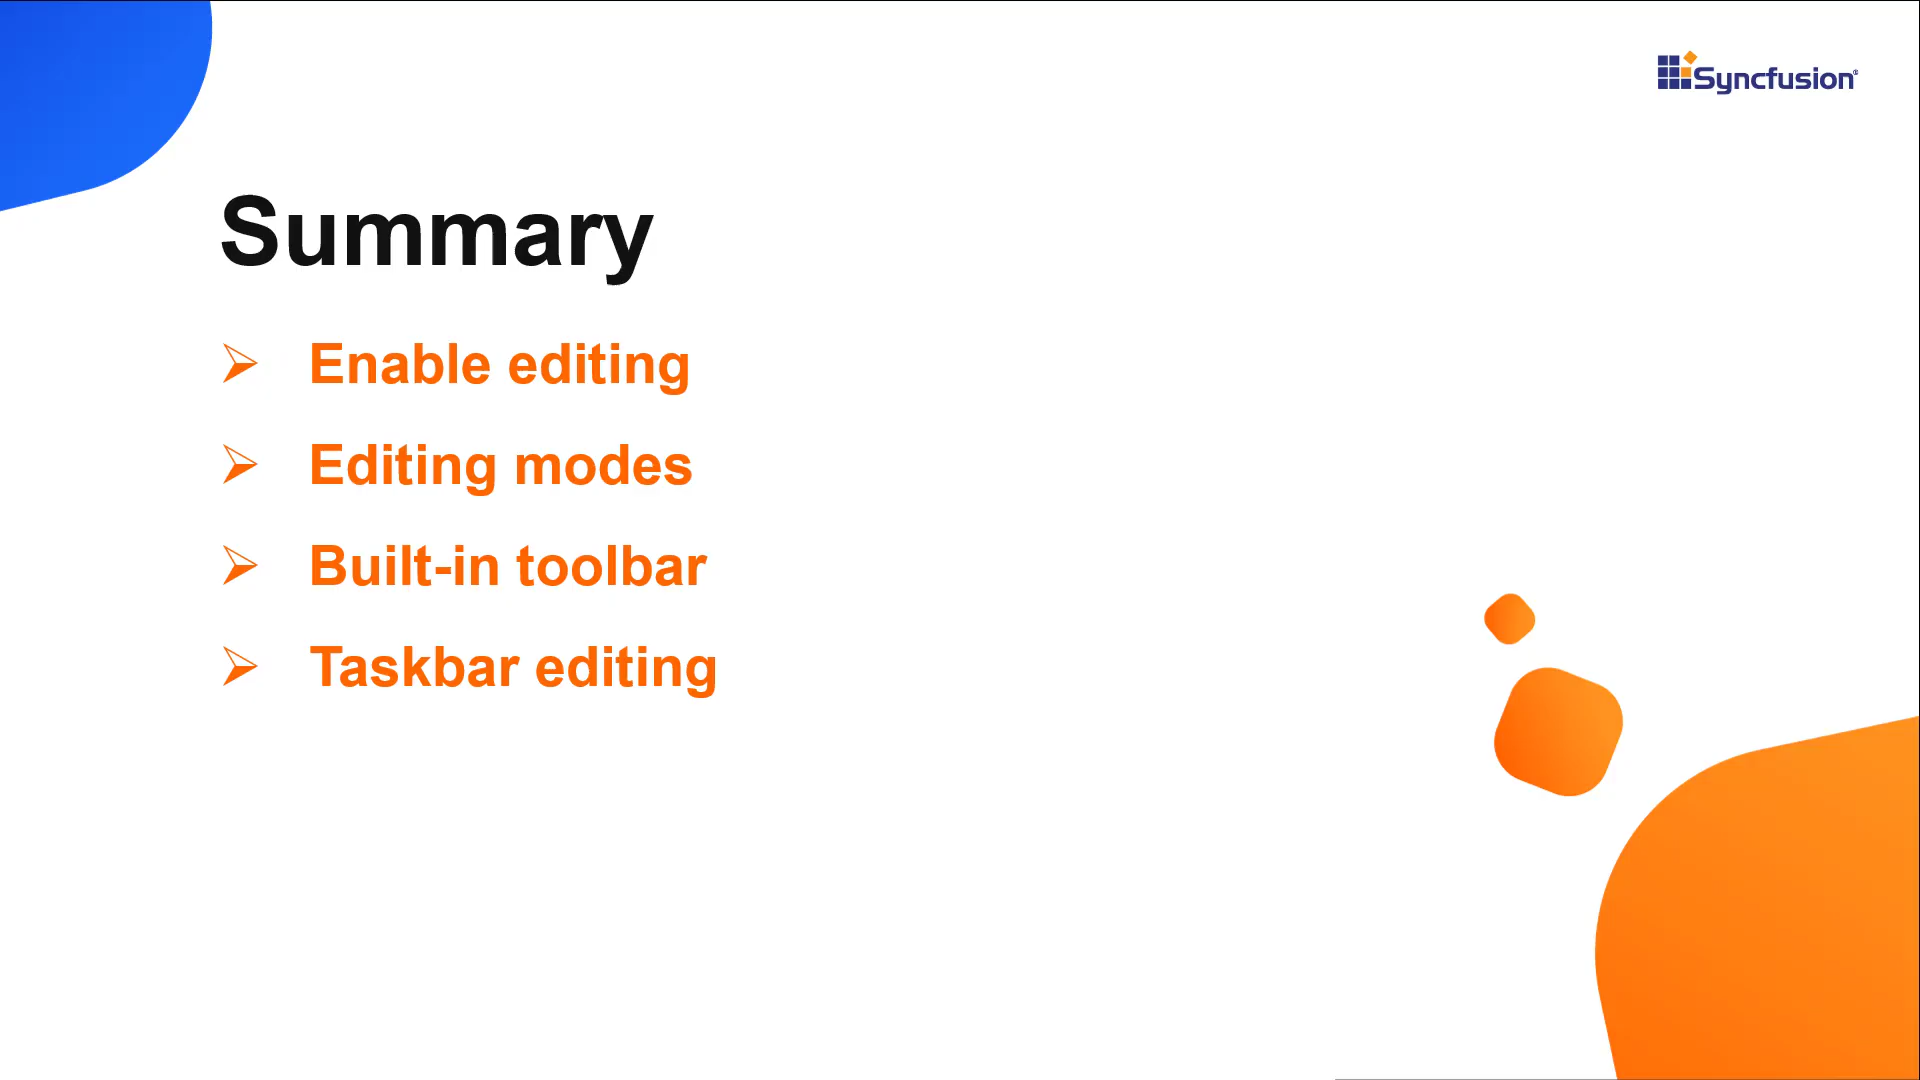 Syncfusion®
Summary
➢ Enable editing
➢ Editing modes
➢ Built-in toolbar
➢ Taskbar editing